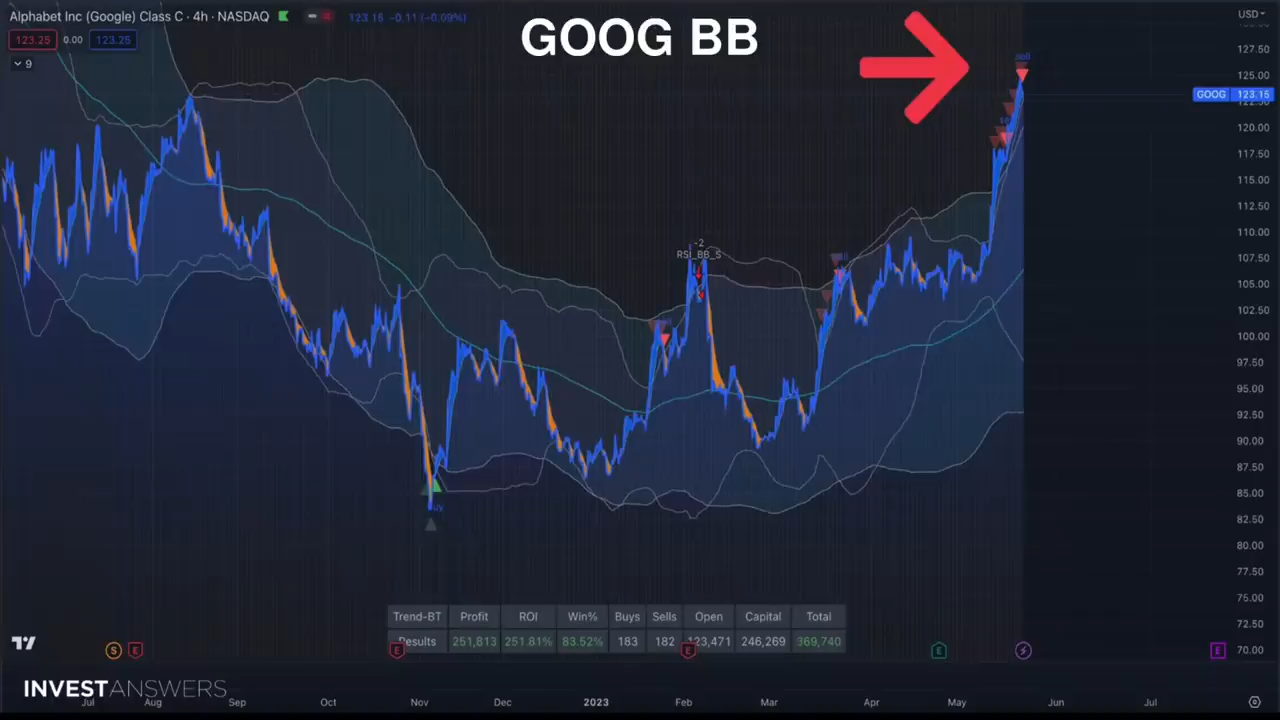 Alphabet Inc (Google) Class C · 4h · NASDAQ 123.15 -0.11 (-0.09%)
GOOG BB
USD
123.25 0.00 123.25
9
127.50
125.00
GOOG 123.15
122.50
120.00
117.50
115.00
112.50
110.00
107.50
105.00
102.50
100.00
97.50
95.00
92.50
90.00
87.50
85.00
82.50
80.00
77.50
75.00
72.50
70.00
Sell
-2
RSI_BB_S
Trend-BT Profit ROI Win% Buys Sells Open Capital Total
Results 251,813 251.81% 83.52% 183 182 123,471 246,269 369,740
S E E E E E
INVESTANSWERS
Jul Aug Sep Oct Nov Dec 2023 Feb Mar Apr May Jun Jul